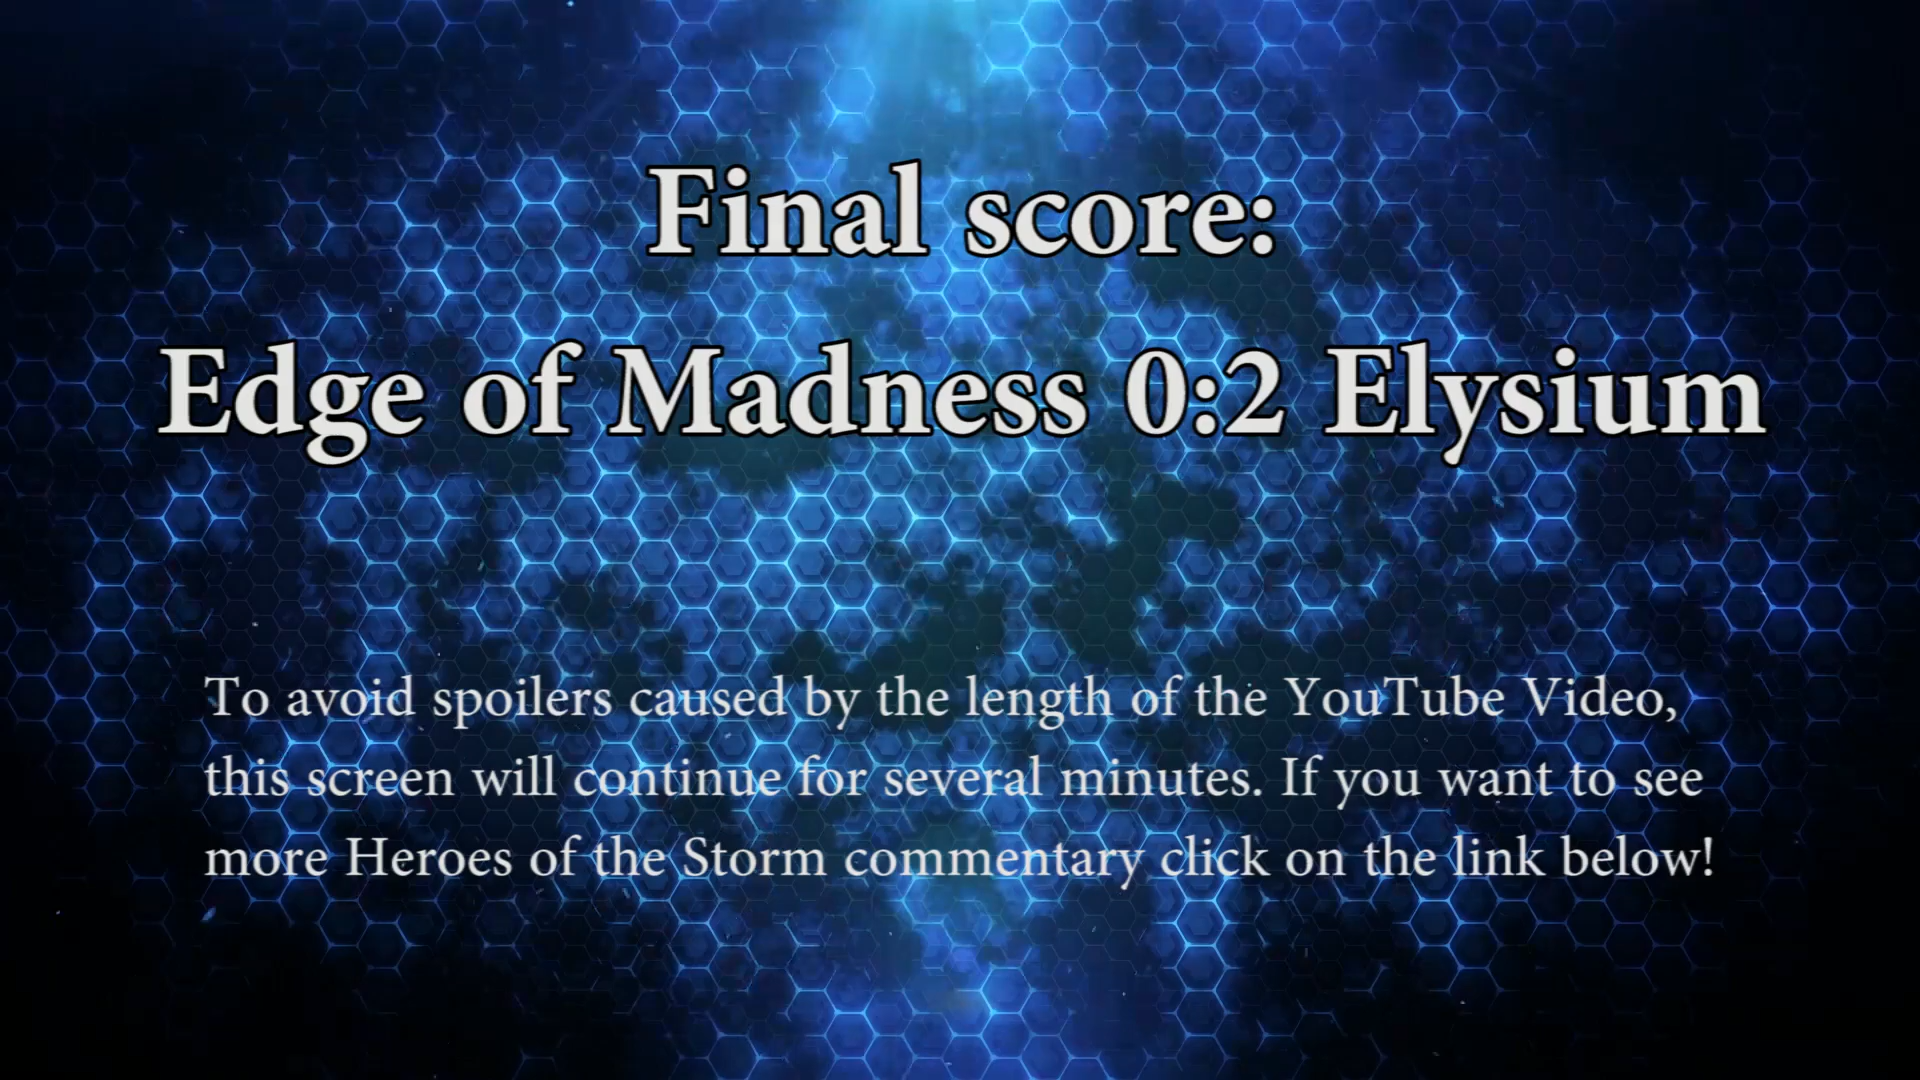 Final score:
Edge of Madness 0:2 Elysium
To avoid spoilers caused by the length of the YouTube Video,
this screen will continue for several minutes. If you want to see
more Heroes of the Storm commentary click on the link below!